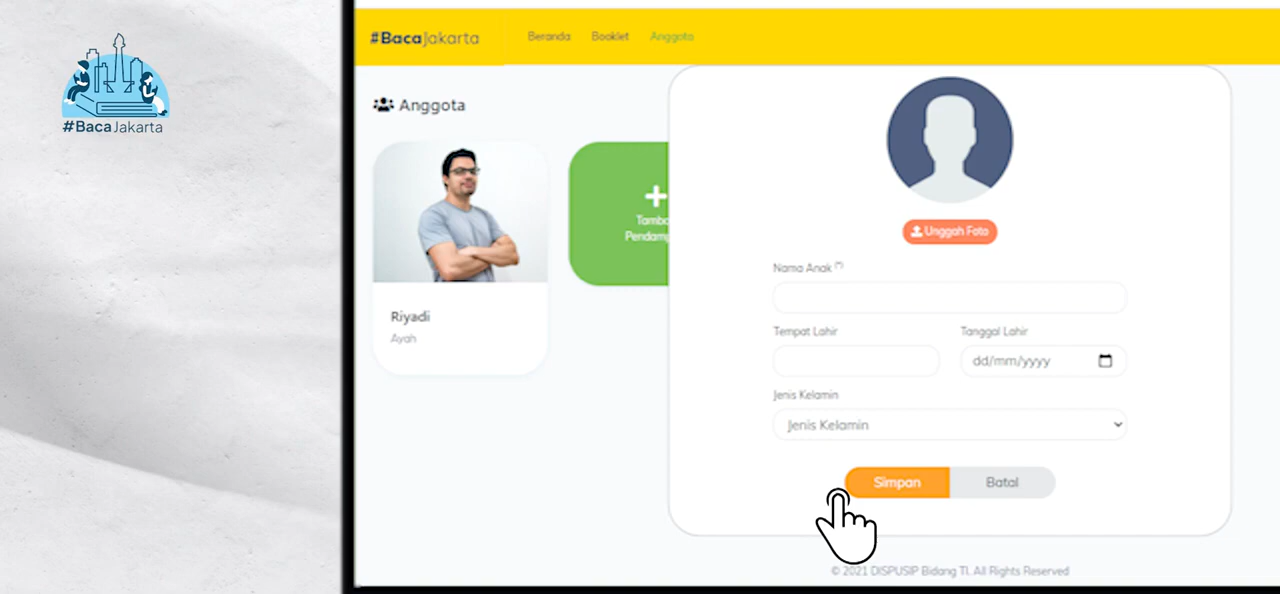 #BacaJakarta
#BacaJakarta
Beranda
Booklet
Anggota
Anggota
Riyadi
Ayah
Unggah Foto
Nama Anak (*)
Tempat Lahir
Tanggal Lahir
dd/mm/yyyy
Jenis Kelamin
Jenis Kelamin
Simpan
Batal
© 2021 DISPUSIP Bidang TI. All Rights Reserved